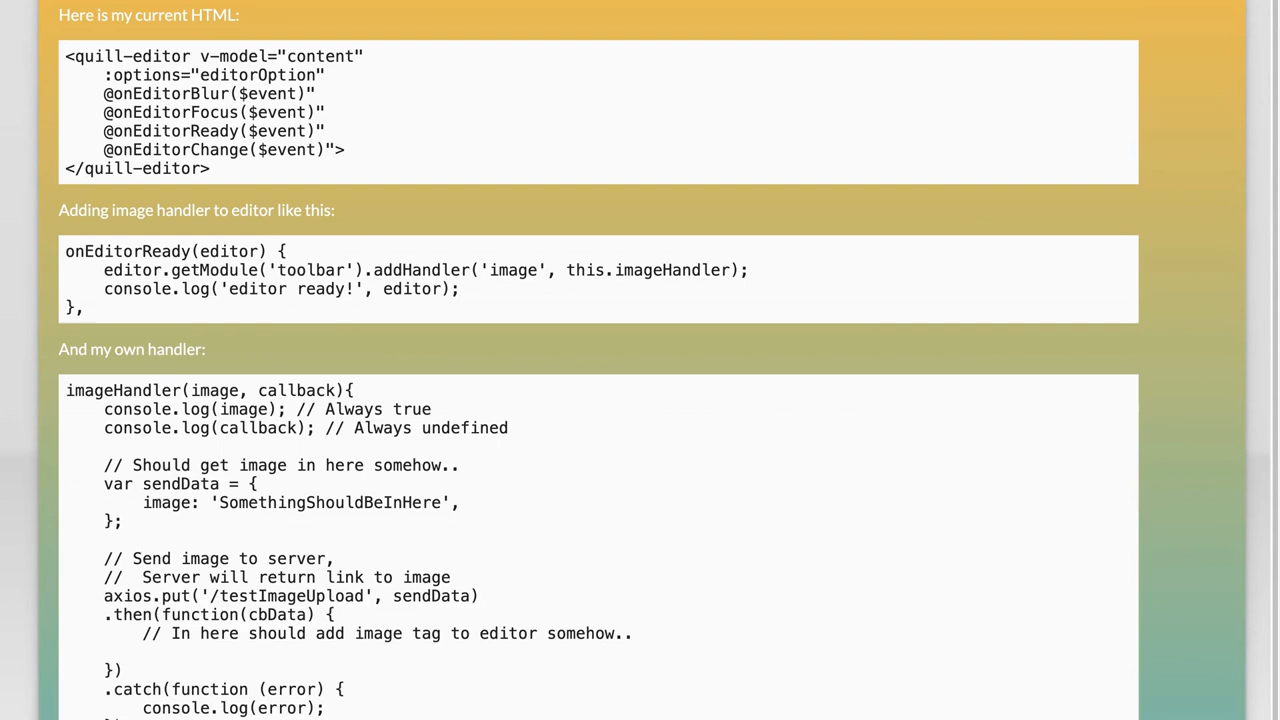 Here is my current HTML:
<quill-editor v-model="content"
    :options="editorOption"
    @onEditorBlur($event)"
    @onEditorFocus($event)"
    @onEditorReady($event)"
    @onEditorChange($event)">
</quill-editor>
Adding image handler to editor like this:
onEditorReady(editor) {
    editor.getModule('toolbar').addHandler('image', this.imageHandler);
    console.log('editor ready!', editor);
},
And my own handler:
imageHandler(image, callback){
    console.log(image); // Always true
    console.log(callback); // Always undefined
    // Should get image in here somehow..
    var sendData = {
        image: 'SomethingShouldBeInHere',
    };
    // Send image to server,
    //  Server will return link to image
    axios.put('/testImageUpload', sendData)
    .then(function(cbData) {
        // In here should add image tag to editor somehow..
    })
    .catch(function (error) {
        console.log(error);